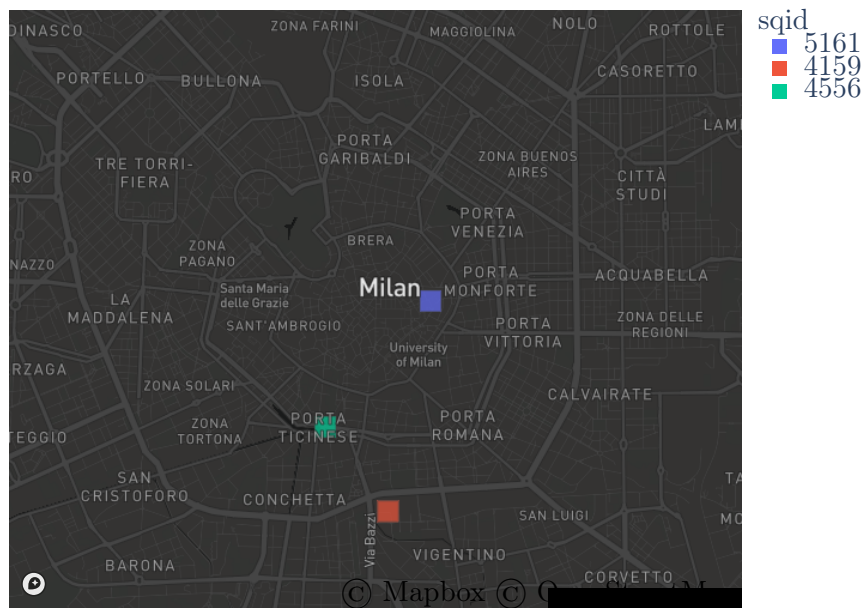 DINASCO
ZONA FARINI
MAGGIOLINA
NOLO
ROTTOLE
sqid
5161
4159
4556
PORTELLO
BULLONA
ISOLA
CASORETTO
LAM
PORTA
GARIBALDI
TRE TORRI-
FIERA
ZONA BUENOS
AIRES
CITTÀ
STUDI
RO
PORTA
VENEZIA
BRERA
ZONA
PAGANO
NAZZO
Milan
PORTA
MONFORTE
ACQUABELLA
Santa Maria
delle Grazie
LA
MADDALENA
SANT'AMBROGIO
PORTA
VITTORIA
ZONA DELLE
REGIONI
University
of Milan
RZAGA
ZONA SOLARI
CALVAIRATE
PORTA
TICINESE
ZONA
TORTONA
PORTA
ROMANA
TEGGIO
SAN
CRISTOFORO
CONCHETTA
TA
MO
SAN LUIGI
Via Bazzi
VIGENTINO
BARONA
CORVETTO
© Mapbox ©